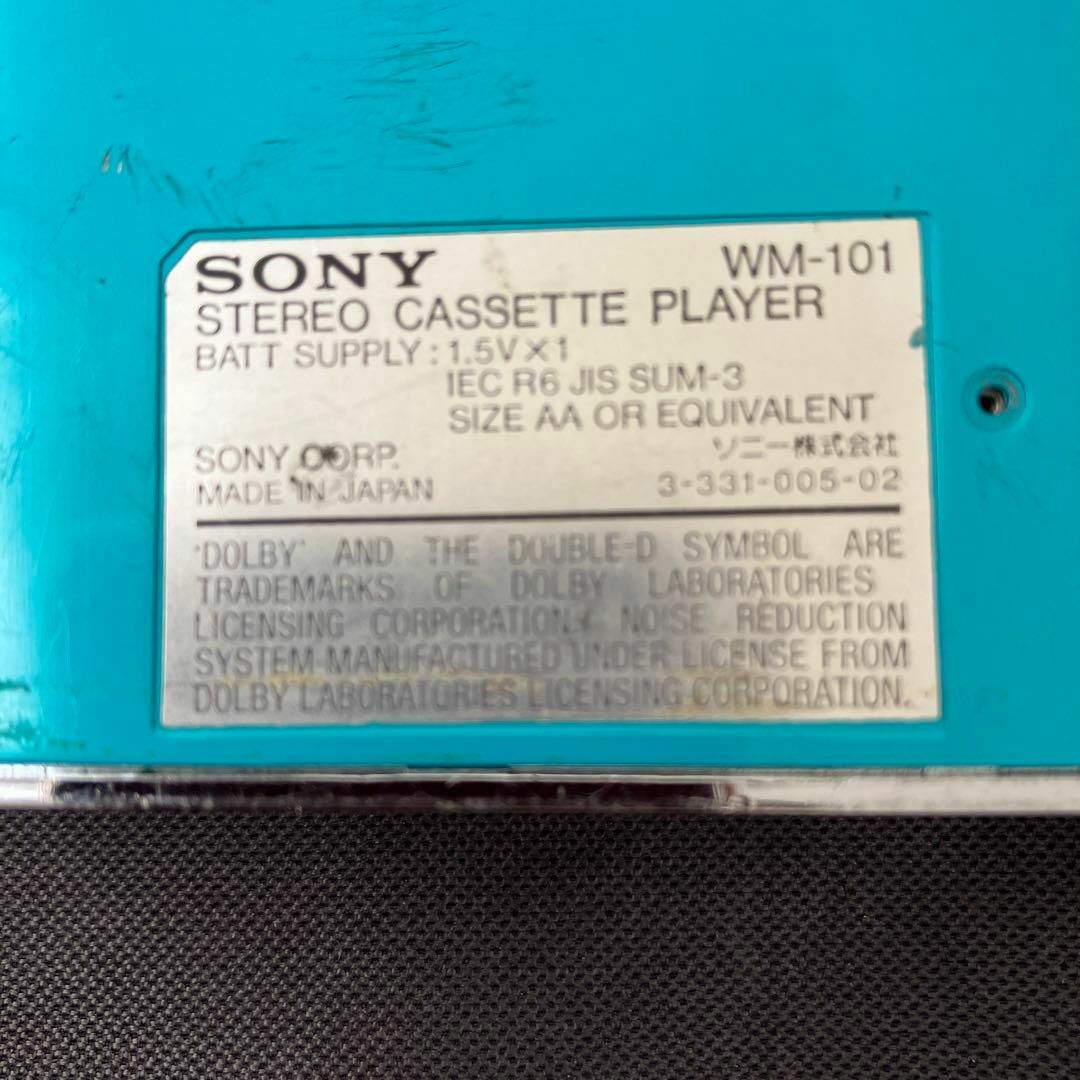 SONY WM-101
STEREO CASSETTE PLAYER
BATT SUPPLY : 1.5V×1
IEC R6 JIS SUM-3
SIZE AA OR EQUIVALENT
SONY CORP. ソニー株式会社
MADE IN JAPAN 3-331-005-02
'DOLBY' AND THE DOUBLE-D SYMBOL ARE
TRADEMARKS OF DOLBY LABORATORIES
LICENSING CORPORATION./ NOISE REDUCTION
SYSTEM MANUFACTURED UNDER LICENSE FROM
DOLBY LABORATORIES LICENSING CORPORATION.